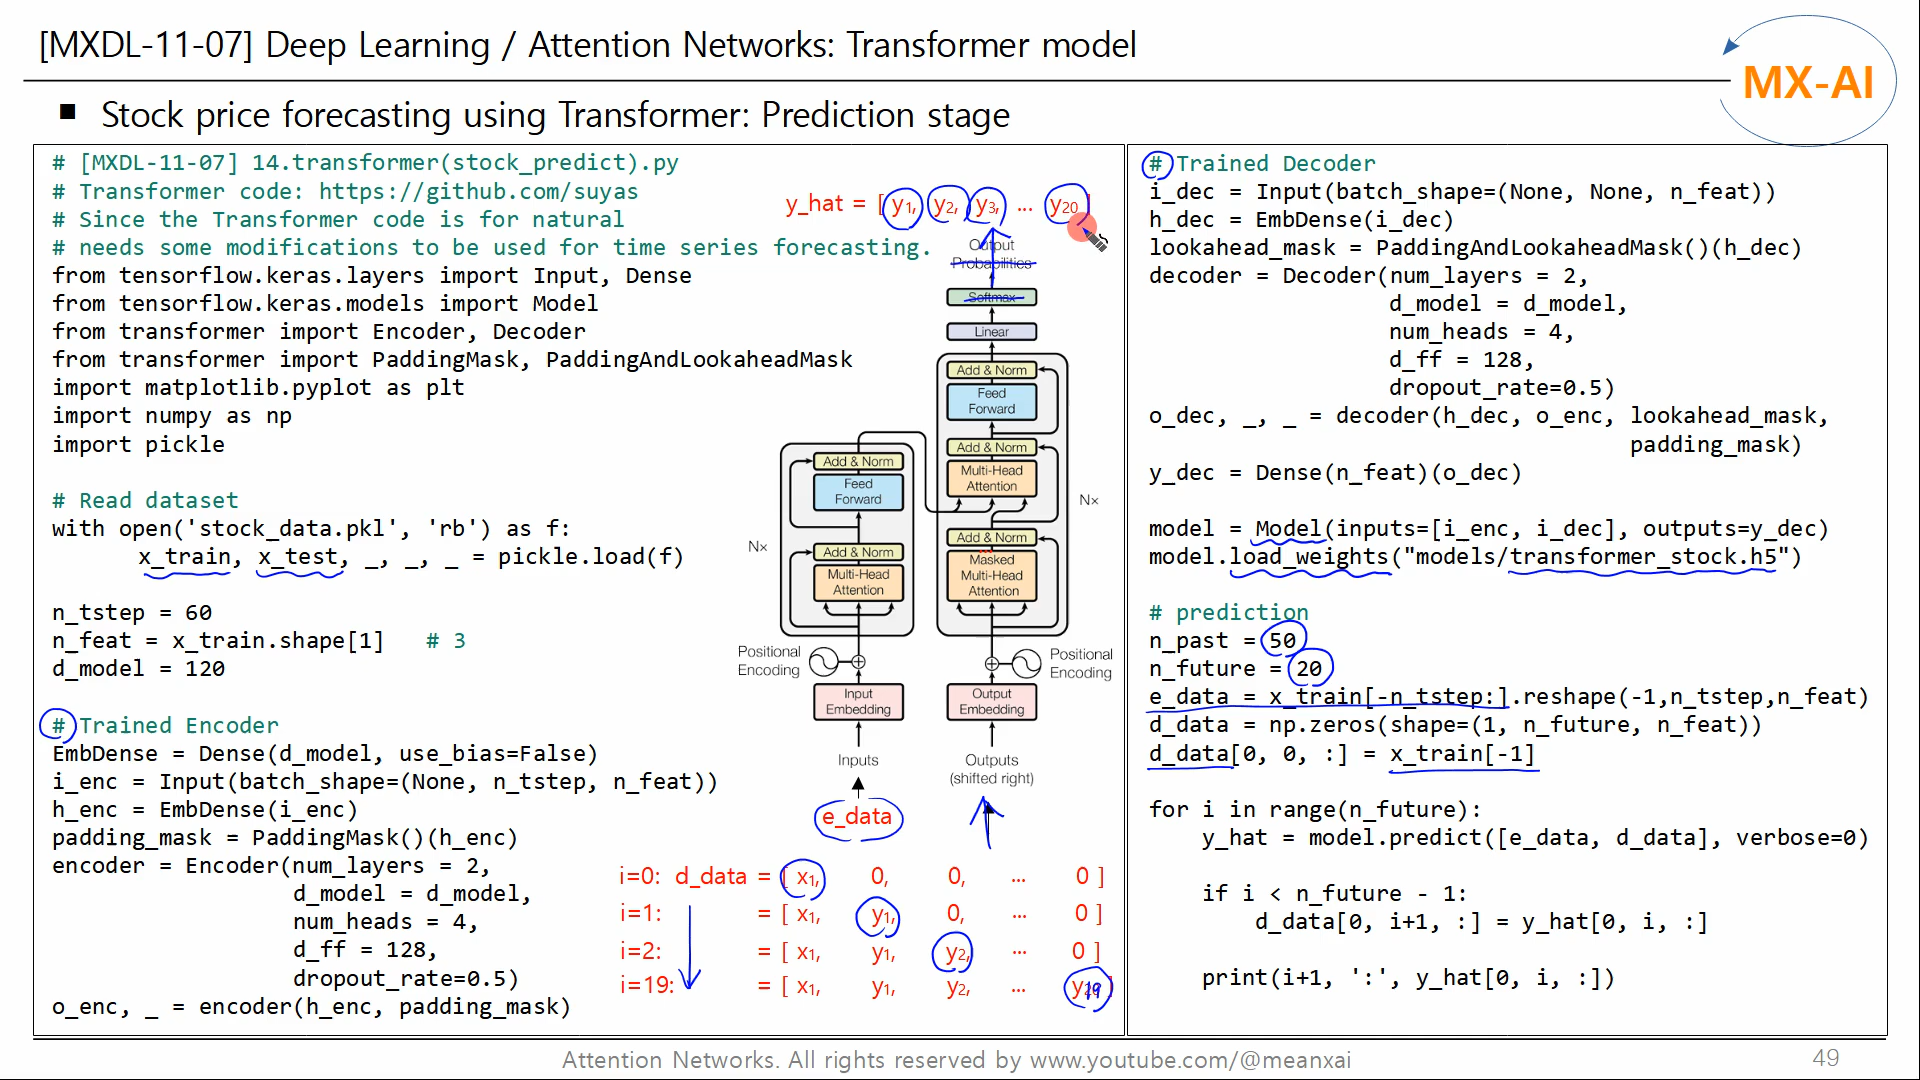 [MXDL-11-07] Deep Learning / Attention Networks: Transformer model
MX-AI
■ Stock price forecasting using Transformer: Prediction stage
# [MXDL-11-07] 14.transformer(stock_predict).py
# Transformer code: https://github.com/suyas
# Since the Transformer code is for natural
# needs some modifications to be used for time series forecasting.
from tensorflow.keras.layers import Input, Dense
from tensorflow.keras.models import Model
from transformer import Encoder, Decoder
from transformer import PaddingMask, PaddingAndLookaheadMask
import matplotlib.pyplot as plt
import numpy as np
import pickle
# Read dataset
with open('stock_data.pkl', 'rb') as f:
x_train, x_test, _, _, _ = pickle.load(f)
n_tstep = 60
n_feat = x_train.shape[1] # 3
d_model = 120
# Trained Encoder
EmbDense = Dense(d_model, use_bias=False)
i_enc = Input(batch_shape=(None, n_tstep, n_feat))
h_enc = EmbDense(i_enc)
padding_mask = PaddingMask()(h_enc)
encoder = Encoder(num_layers = 2,
d_model = d_model,
num_heads = 4,
d_ff = 128,
dropout_rate=0.5)
o_enc, _ = encoder(h_enc, padding_mask)
y_hat = [ y1, y2, y3, ... y20 ]
Output
Probabilities
Softmax
Linear
Add & Norm
Feed
Forward
Add & Norm
Multi-Head
Attention
Nx
Add & Norm
Masked
Multi-Head
Attention
Add & Norm
Feed
Forward
Nx
Add & Norm
Multi-Head
Attention
Positional
Encoding
Positional
Encoding
Input
Embedding
Output
Embedding
Inputs
Outputs
(shifted right)
e_data
i=0: d_data = [ x1, 0, 0, ... 0 ]
i=1: = [ x1, y1, 0, ... 0 ]
i=2: = [ x1, y1, y2, ... 0 ]
i=19: = [ x1, y1, y2, ... y19 ]
# Trained Decoder
i_dec = Input(batch_shape=(None, None, n_feat))
h_dec = EmbDense(i_dec)
lookahead_mask = PaddingAndLookaheadMask()(h_dec)
decoder = Decoder(num_layers = 2,
d_model = d_model,
num_heads = 4,
d_ff = 128,
dropout_rate=0.5)
o_dec, _, _ = decoder(h_dec, o_enc, lookahead_mask,
padding_mask)
y_dec = Dense(n_feat)(o_dec)
model = Model(inputs=[i_enc, i_dec], outputs=y_dec)
model.load_weights("models/transformer_stock.h5")
# prediction
n_past = 50
n_future = 20
e_data = x_train[-n_tstep:].reshape(-1,n_tstep,n_feat)
d_data = np.zeros(shape=(1, n_future, n_feat))
d_data[0, 0, :] = x_train[-1]
for i in range(n_future):
y_hat = model.predict([e_data, d_data], verbose=0)
if i < n_future - 1:
d_data[0, i+1, :] = y_hat[0, i, :]
print(i+1, ':', y_hat[0, i, :])
Attention Networks. All rights reserved by www.youtube.com/@meanxai
49